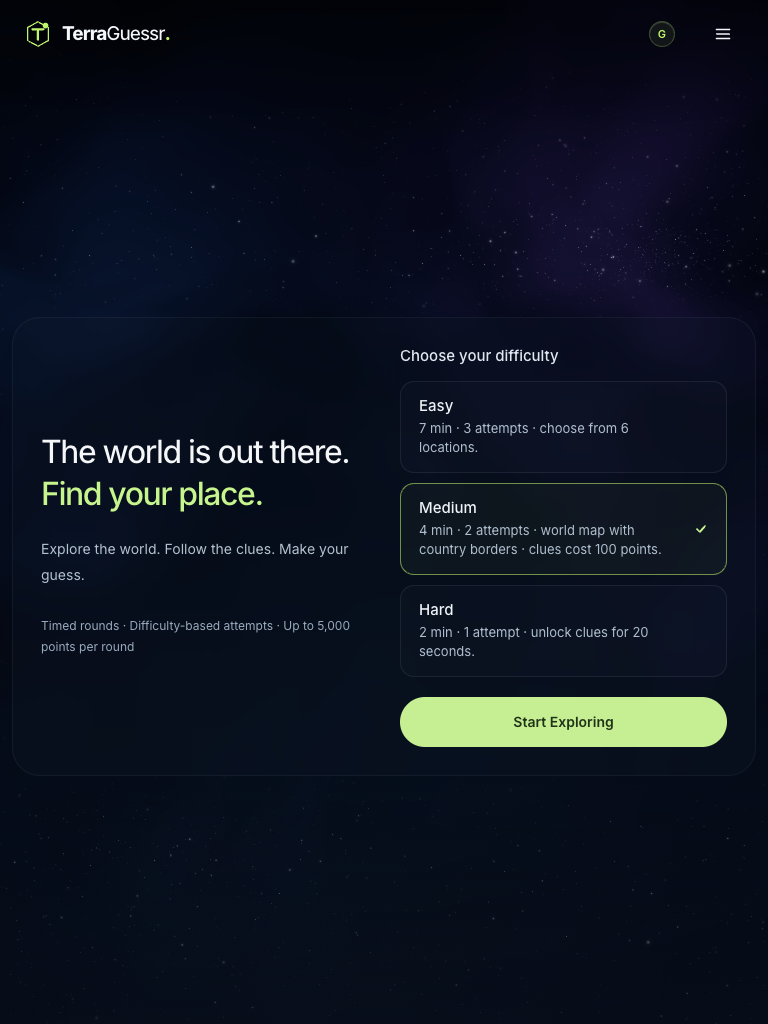 TerraGuessr.
G
The world is out there.
Find your place.
Explore the world. Follow the clues. Make your
guess.
Timed rounds · Difficulty-based attempts · Up to 5,000
points per round
Choose your difficulty
Easy
7 min · 3 attempts · choose from 6
locations.
Medium
4 min · 2 attempts · world map with
country borders · clues cost 100 points.
Hard
2 min · 1 attempt · unlock clues for 20
seconds.
Start Exploring